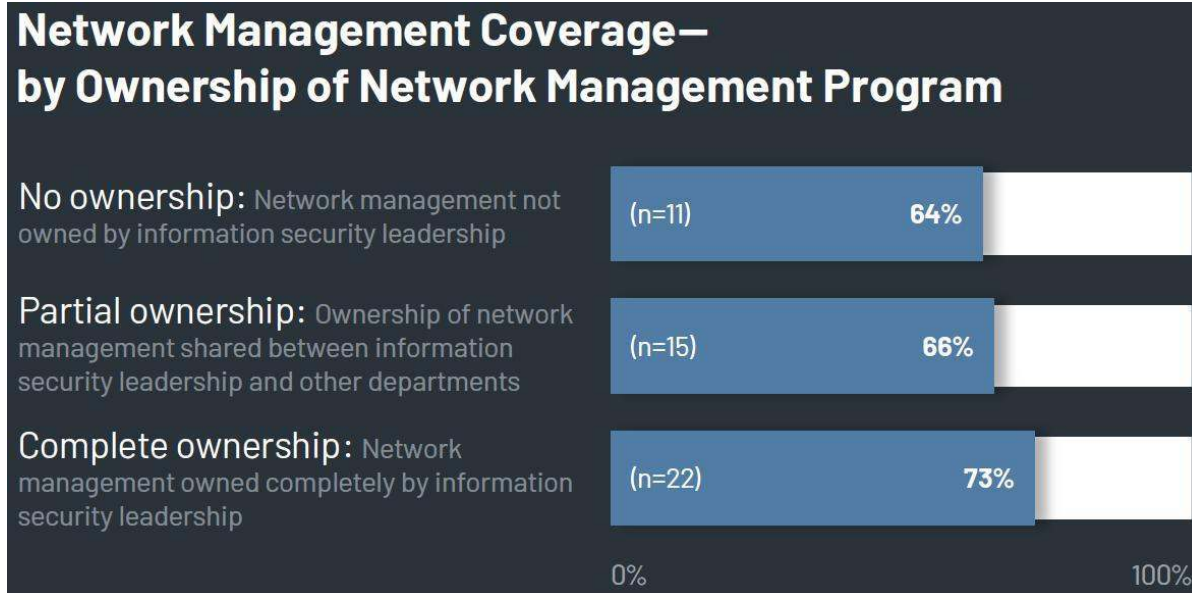 Network Management Coverage—
by Ownership of Network Management Program
No ownership: Network management not
owned by information security leadership
(n=11) 64%
Partial ownership: Ownership of network
management shared between information
security leadership and other departments
(n=15) 66%
Complete ownership: Network
management owned completely by information
security leadership
(n=22) 73%
0% 100%